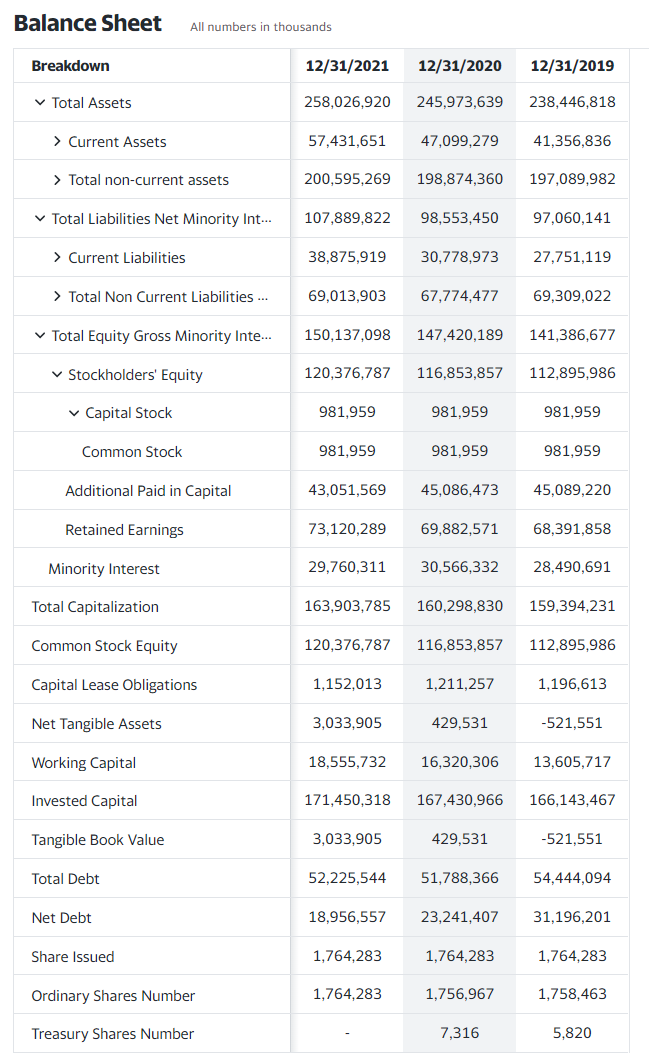 Balance Sheet All numbers in thousands
Breakdown 12/31/2021 12/31/2020 12/31/2019
Total Assets 258,026,920 245,973,639 238,446,818
Current Assets 57,431,651 47,099,279 41,356,836
Total non-current assets 200,595,269 198,874,360 197,089,982
Total Liabilities Net Minority Int... 107,889,822 98,553,450 97,060,141
Current Liabilities 38,875,919 30,778,973 27,751,119
Total Non Current Liabilities ... 69,013,903 67,774,477 69,309,022
Total Equity Gross Minority Inte... 150,137,098 147,420,189 141,386,677
Stockholders' Equity 120,376,787 116,853,857 112,895,986
Capital Stock 981,959 981,959 981,959
Common Stock 981,959 981,959 981,959
Additional Paid in Capital 43,051,569 45,086,473 45,089,220
Retained Earnings 73,120,289 69,882,571 68,391,858
Minority Interest 29,760,311 30,566,332 28,490,691
Total Capitalization 163,903,785 160,298,830 159,394,231
Common Stock Equity 120,376,787 116,853,857 112,895,986
Capital Lease Obligations 1,152,013 1,211,257 1,196,613
Net Tangible Assets 3,033,905 429,531 -521,551
Working Capital 18,555,732 16,320,306 13,605,717
Invested Capital 171,450,318 167,430,966 166,143,467
Tangible Book Value 3,033,905 429,531 -521,551
Total Debt 52,225,544 51,788,366 54,444,094
Net Debt 18,956,557 23,241,407 31,196,201
Share Issued 1,764,283 1,764,283 1,764,283
Ordinary Shares Number 1,764,283 1,756,967 1,758,463
Treasury Shares Number - 7,316 5,820